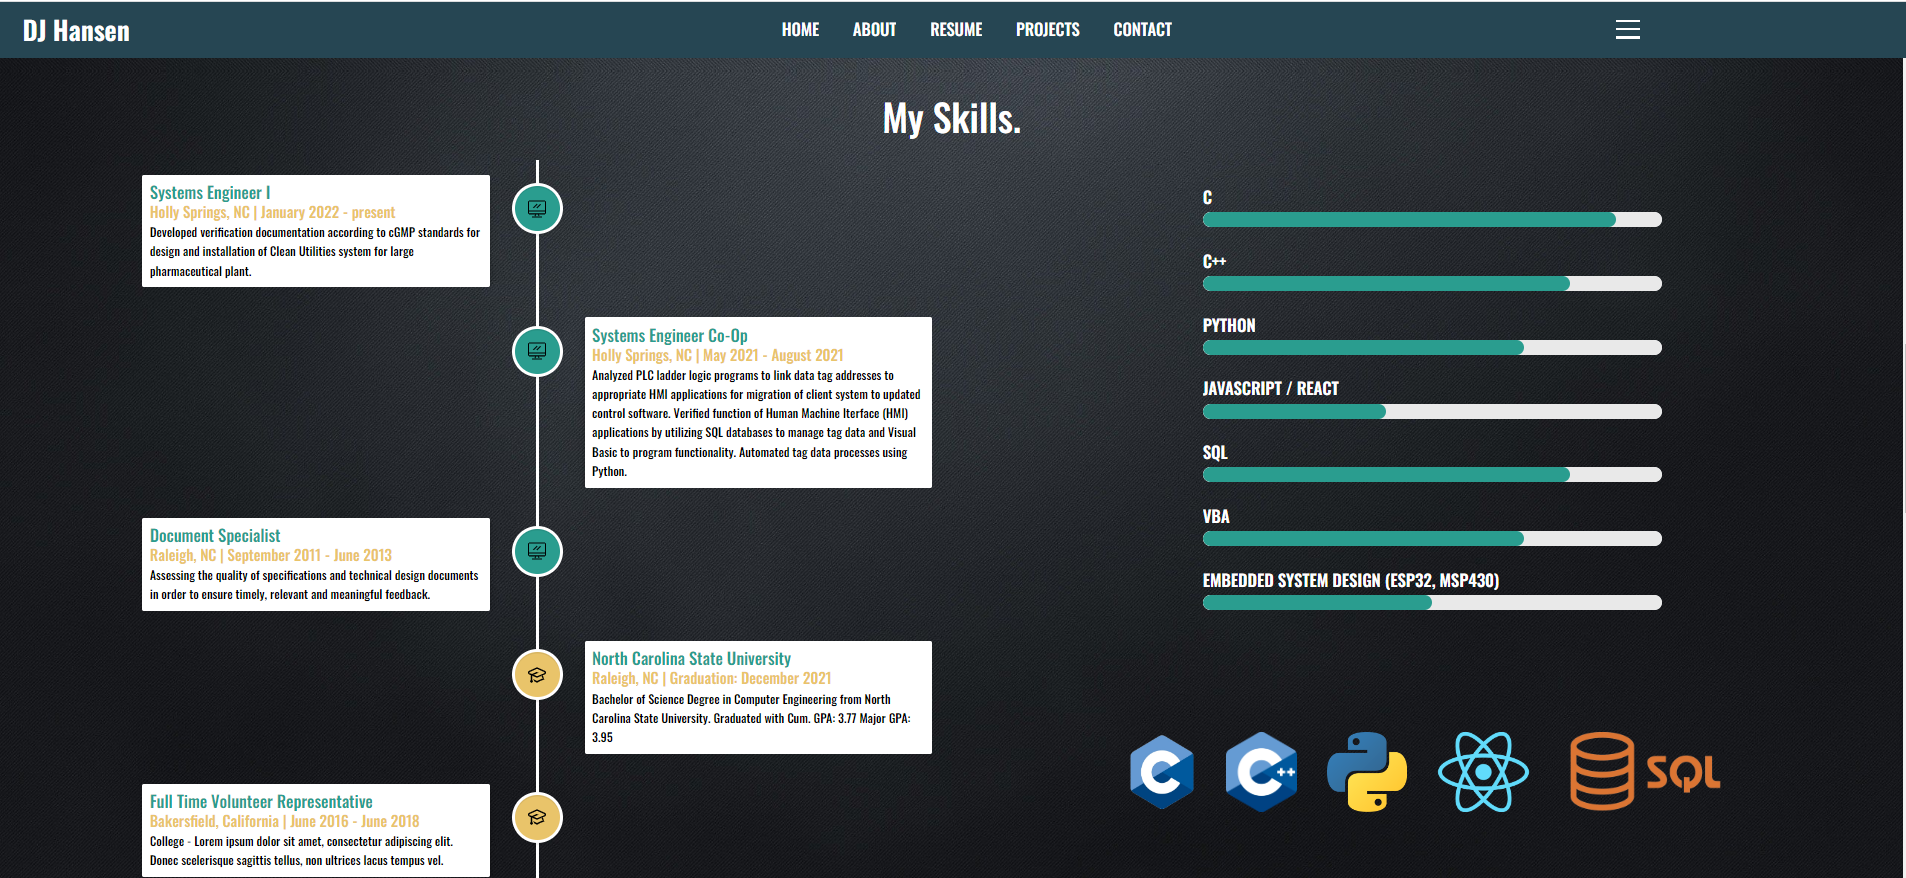 DJ Hansen
HOME ABOUT RESUME PROJECTS CONTACT
My Skills.
Systems Engineer I
Holly Springs, NC | January 2022 - present
Developed verification documentation according to cGMP standards for
design and installation of Clean Utilities system for large
pharmaceutical plant.
Systems Engineer Co-Op
Holly Springs, NC | May 2021 - August 2021
Analyzed PLC ladder logic programs to link data tag addresses to
appropriate HMI applications for migration of client system to updated
control software. Verified function of Human Machine Iterface (HMI)
applications by utilizing SQL databases to manage tag data and Visual
Basic to program functionality. Automated tag data processes using
Python.
Document Specialist
Raleigh, NC | September 2011 - June 2013
Assessing the quality of specifications and technical design documents
in order to ensure timely, relevant and meaningful feedback.
North Carolina State University
Raleigh, NC | Graduation: December 2021
Bachelor of Science Degree in Computer Engineering from North
Carolina State University. Graduated with Cum. GPA: 3.77 Major GPA:
3.95
Full Time Volunteer Representative
Bakersfield, California | June 2016 - June 2018
College - Lorem ipsum dolor sit amet, consectetur adipiscing elit.
Donec scelerisque sagittis tellus, non ultrices lacus tempus vel.
C
C++
PYTHON
JAVASCRIPT / REACT
SQL
VBA
EMBEDDED SYSTEM DESIGN (ESP32, MSP430)
C
C++
SQL